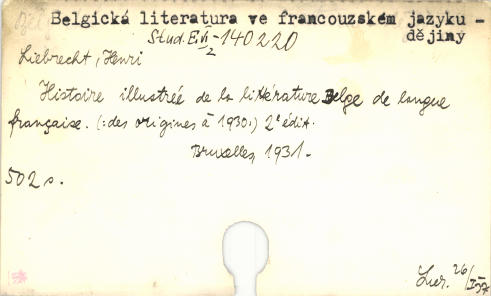 Belgická literatura ve francouzském jazyku -
dějiny
Stud. E VI/2 - 140220
Liebrecht, Henri
Histoire illustrée de la littérature Belge de langue
française. (: des origines à 1930 :) 2e édit.
Bruxelles, 1931.
502 s.
26/